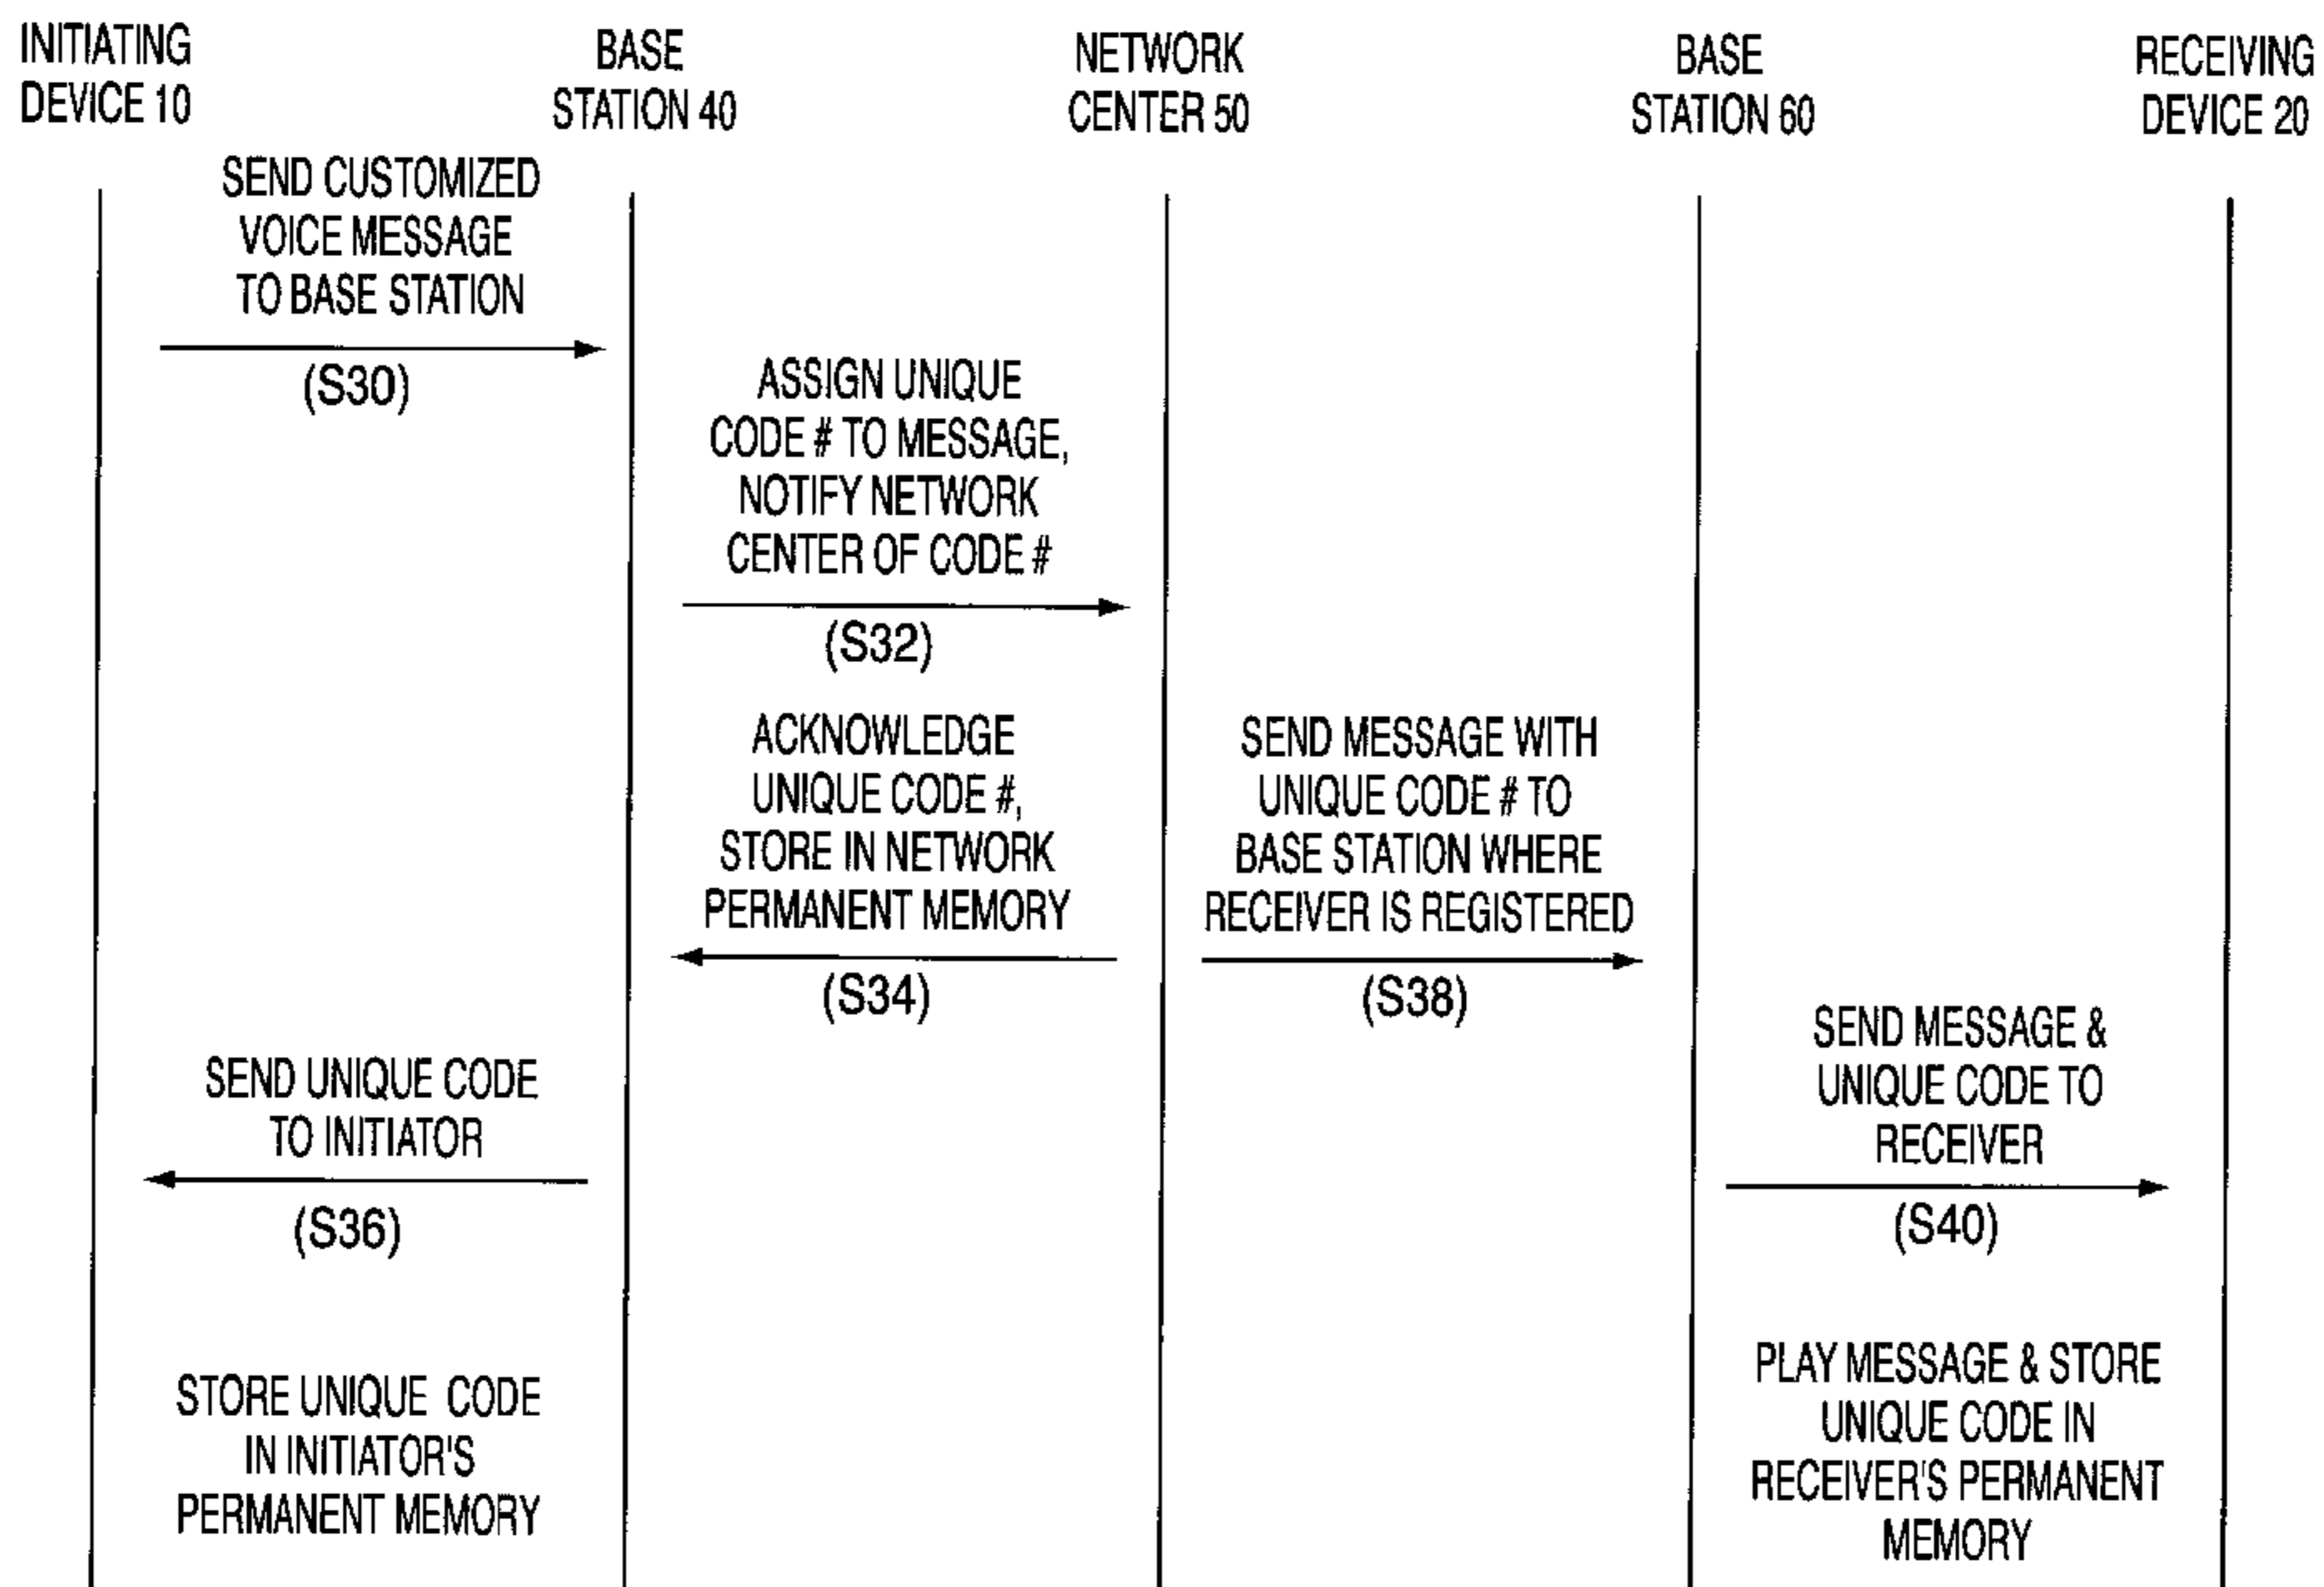 INITIATING
DEVICE 10
BASE
STATION 40
NETWORK
CENTER 50
BASE
STATION 60
RECEIVING
DEVICE 20
SEND CUSTOMIZED
VOICE MESSAGE
TO BASE STATION
(S30)
ASSIGN UNIQUE
CODE # TO MESSAGE,
NOTIFY NETWORK
CENTER OF CODE #
(S32)
ACKNOWLEDGE
UNIQUE CODE #,
STORE IN NETWORK
PERMANENT MEMORY
(S34)
SEND MESSAGE WITH
UNIQUE CODE # TO
BASE STATION WHERE
RECEIVER IS REGISTERED
(S38)
SEND UNIQUE CODE
TO INITIATOR
(S36)
SEND MESSAGE &
UNIQUE CODE TO
RECEIVER
(S40)
STORE UNIQUE CODE
IN INITIATOR'S
PERMANENT MEMORY
PLAY MESSAGE & STORE
UNIQUE CODE IN
RECEIVER'S PERMANENT
MEMORY